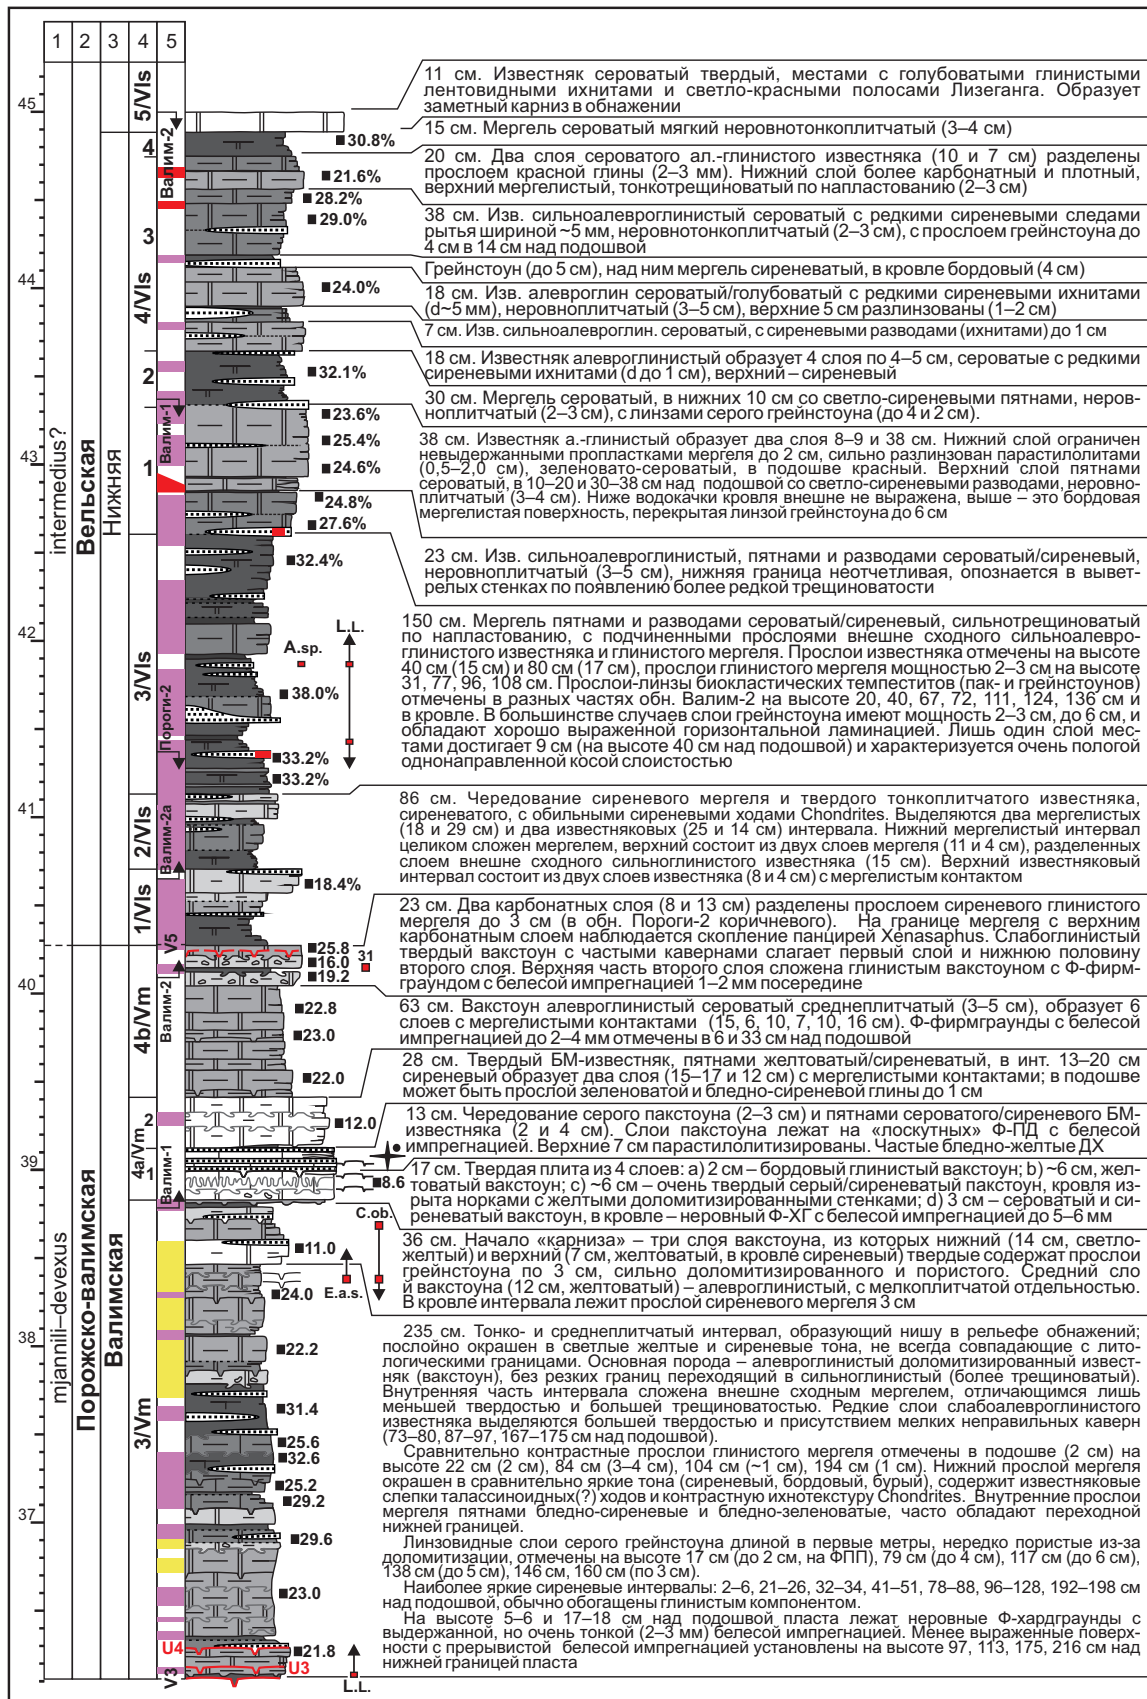 1 2 3 4 5
11 см. Известняк сероватый твердый, местами с голубоватыми глинистыми
лентовидными ихнитами и светло-красными полосами Лизеганга. Образует
заметный карниз в обнажении
15 см. Мергель сероватый мягкий неровнотонкоплитчатый (3–4 см)
20 см. Два слоя сероватого ал.-глинистого известняка (10 и 7 см) разделены
прослоем красной глины (2–3 мм). Нижний слой более карбонатный и плотный,
верхний мергелистый, тонкотрещиноватый по напластованию (2–3 см)
38 см. Изв. сильноалевроглинистый сероватый с редкими сиреневыми следами
рытья шириной ~5 мм, неровнотонкоплитчатый (2–3 см), с прослоем грейнстоуна до
4 см в 14 см над подошвой
Грейнстоун (до 5 см), над ним мергель сиреневатый, в кровле бордовый (4 см)
18 см. Изв. алевроглин сероватый/голубоватый с редкими сиреневыми ихнитами
(d~5 мм), неровноплитчатый (3–5 см), верхние 5 см разлинзованы (1–2 см)
7 см. Изв. сильноалевроглин. сероватый, с сиреневыми разводами (ихнитами) до 1 см
18 см. Известняк алевроглинистый образует 4 слоя по 4–5 см, сероватые с редкими
сиреневыми ихнитами (d до 1 см), верхний – сиреневый
30 см. Мергель сероватый, в нижних 10 см со светло-сиреневыми пятнами, неров-
ноплитчатый (2–3 см), с линзами серого грейнстоуна (до 4 и 2 см).
38 см. Известняк а.-глинистый образует два слоя 8–9 и 38 см. Нижний слой ограничен
невыдержанными пропластками мергеля до 2 см, сильно разлинзован парастилолитами
(0,5–2,0 см), зеленовато-сероватый, в подошве красный. Верхний слой пятнами
сероватый, в 10–20 и 30–38 см над подошвой со светло-сиреневыми разводами, неровно-
плитчатый (3–4 см). Ниже водокачки кровля внешне не выражена, выше – это бордовая
мергелистая поверхность, перекрытая линзой грейнстоуна до 6 см
23 см. Изв. сильноалевроглинистый, пятнами и разводами сероватый/сиреневый,
неровноплитчатый (3–5 см), нижняя граница неотчетливая, опознается в вывет-
релых стенках по появлению более редкой трещиноватости
150 см. Мергель пятнами и разводами сероватый/сиреневый, сильнотрещиноватый
по напластованию, с подчиненными прослоями внешне сходного сильноалевро-
глинистого известняка и глинистого мергеля. Прослои известняка отмечены на высоте
40 см (15 см) и 80 см (17 см), прослои глинистого мергеля мощностью 2–3 см на высоте
31, 77, 96, 108 см. Прослои-линзы биокластических темпеститов (пак- и грейнстоунов)
отмечены в разных частях обн. Валим-2 на высоте 20, 40, 67, 72, 111, 124, 136 см и
в кровле. В большинстве случаев слои грейнстоуна имеют мощность 2–3 см, до 6 см, и
обладают хорошо выраженной горизонтальной ламинацией. Лишь один слой мес-
тами достигает 9 см (на высоте 40 см над подошвой) и характеризуется очень пологой
однонаправленной косой слоистостью
86 см. Чередование сиреневого мергеля и твердого тонкоплитчатого известняка,
сиреневатого, с обильными сиреневыми ходами Chondrites. Выделяются два мергелистых
(18 и 29 см) и два известняковых (25 и 14 см) интервала. Нижний мергелистый интервал
целиком сложен мергелем, верхний состоит из двух слоев мергеля (11 и 4 см), разделенных
слоем внешне сходного сильноглинистого известняка (15 см). Верхний известняковый
интервал состоит из двух слоев известняка (8 и 4 см) с мергелистым контактом
23 см. Два карбонатных слоя (8 и 13 см) разделены прослоем сиреневого глинистого
мергеля до 3 см (в обн. Пороги-2 коричневого). На границе мергеля с верхним
карбонатным слоем наблюдается скопление панцирей Xenasaphus. Слабоглинистый
твердый вакстоун с частыми кавернами слагает первый слой и нижнюю половину
второго слоя. Верхняя часть второго слоя сложена глинистым вакстоуном с Ф-фирм-
граундом с белесой импрегнацией 1–2 мм посередине
63 см. Вакстоун алевроглинистый сероватый среднеплитчатый (3–5 см), образует 6
слоев с мергелистыми контактами (15, 6, 10, 7, 10, 16 см). Ф-фирмграунды с белесой
импрегнацией до 2–4 мм отмечены в 6 и 33 см над подошвой
28 см. Твердый БМ-известняк, пятнами желтоватый/сиреневатый, в инт. 13–20 см
сиреневый образует два слоя (15–17 и 12 см) с мергелистыми контактами; в подошве
может быть прослой зеленоватой и бледно-сиреневой глины до 1 см
13 см. Чередование серого пакстоуна (2–3 см) и пятнами сероватого/сиреневого БМ-
известняка (2 и 4 см). Слои пакстоуна лежат на «лоскутных» Ф-ПД с белесой
импрегнацией. Верхние 7 см парастилолитизированы. Частые бледно-желтые ДХ
17 см. Твердая плита из 4 слоев: a) 2 см – бордовый глинистый вакстоун; b) ~6 см, жел-
товатый вакстоун; c) ~6 см – очень твердый серый/сиреневатый пакстоун, кровля из-
рыта норками с желтыми доломитизированными стенками; d) 3 см – сероватый и си-
реневатый вакстоун, в кровле – неровный Ф-ХГ с белесой импрегнацией до 5–6 мм
36 см. Начало «карниза» – три слоя вакстоуна, из которых нижний (14 см, светло-
желтый) и верхний (7 см, желтоватый, в кровле сиреневый) твердые содержат прослои
грейнстоуна по 3 см, сильно доломитизированного и пористого. Средний сло
й вакстоуна (12 см, желтоватый) – алевроглинистый, с мелкоплитчатой отдельностью.
В кровле интервала лежит прослой сиреневого мергеля 3 см
235 см. Тонко- и среднеплитчатый интервал, образующий нишу в рельефе обнажений;
послойно окрашен в светлые желтые и сиреневые тона, не всегда совпадающие с лито-
логическими границами. Основная порода – алевроглинистый доломитизированный извест-
няк (вакстоун), без резких границ переходящий в сильноглинистый (более трещиноватый).
Внутренняя часть интервала сложена внешне сходным мергелем, отличающимся лишь
меньшей твердостью и большей трещиноватостью. Редкие слои слабоалевроглинистого
известняка выделяются большей твердостью и присутствием мелких неправильных каверн
(73–80, 87–97, 167–175 см над подошвой).
Сравнительно контрастные прослои глинистого мергеля отмечены в подошве (2 см) на
высоте 22 см (2 см), 84 см (3–4 см), 104 см (~1 см), 194 см (1 см). Нижний прослой мергеля
окрашен в сравнительно яркие тона (сиреневый, бордовый, бурый), содержит известняковые
слепки талассиноидных(?) ходов и контрастную ихнотекстуру Chondrites. Внутренние прослои
мергеля пятнами бледно-сиреневые и бледно-зеленоватые, часто обладают переходной
нижней границей.
Линзовидные слои серого грейнстоуна длиной в первые метры, нередко пористые из-за
доломитизации, отмечены на высоте 17 см (до 2 см, на ФПП), 79 см (до 4 см), 117 см (до 6 см),
138 см (до 5 см), 146 см, 160 см (по 3 см).
Наиболее яркие сиреневые интервалы: 2–6, 21–26, 32–34, 41–51, 78–88, 96–128, 192–198 см
над подошвой; обычно обогащены глинистым компонентом.
На высоте 5–6 и 17–18 см над подошвой пласта лежат неровные Ф-хардграунды с
выдержанной, но очень тонкой (2–3 мм) белесой импрегнацией. Менее выраженные поверх-
ности с прерывистой белесой импрегнацией установлены на высоте 97, 113, 175, 216 см над
нижней границей пласта
45
44
43
42
41
40
39
38
37
intermedius?
mjannili–devexus
Вельская
Порожско-валимская
Нижняя
Валимская
5/Vls
4
3
4/Vls
2
1
3/Vls
2/Vls
1/Vls
4b/Vm
2
4a/Vm
1
3/Vm
Валим-2
Валим-1
Пороги-2
Валим-2a
V5
Валим-2
Валим-1
V3
30.8%
21.6%
28.2%
29.0%
24.0%
32.1%
23.6%
25.4%
24.6%
24.8%
27.6%
32.4%
A.sp.
L.L.
38.0%
33.2%
33.2%
18.4%
25.8
16.0
31
19.2
22.8
23.0
22.0
12.0
8.6
C.ob.
11.0
E.a.s.
24.0
22.2
31.4
25.6
32.6
25.2
29.2
29.6
23.0
U4
21.8
U3
L.L.